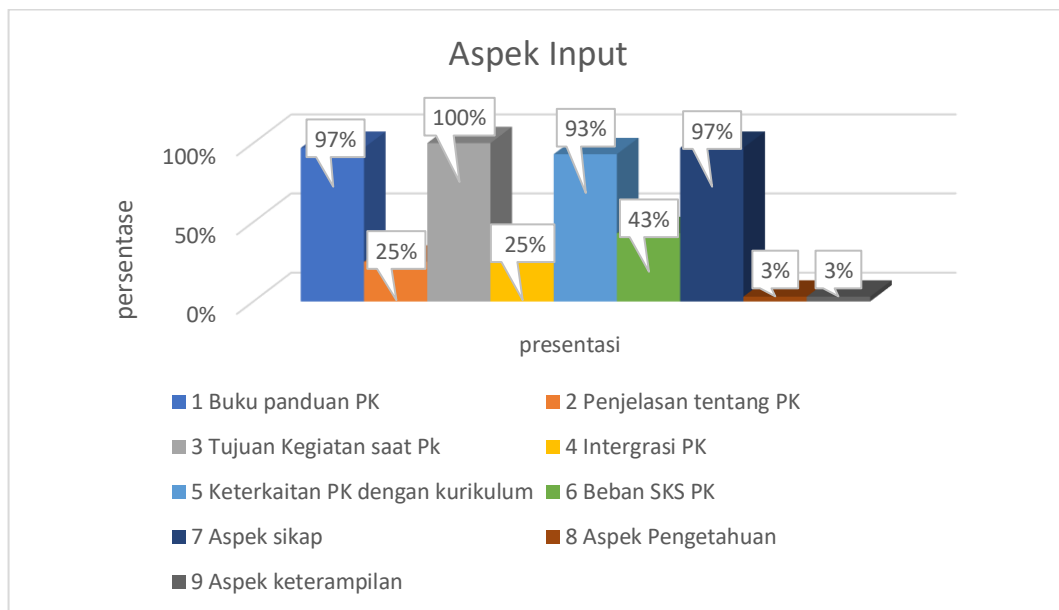 Aspek Input
97%
25%
100%
25%
93%
43%
97%
3%
3%
100%
50%
0%
persentase
presentasi
1 Buku panduan PK
2 Penjelasan tentang PK
3 Tujuan Kegiatan saat Pk
4 Intergrasi PK
5 Keterkaitan PK dengan kurikulum
6 Beban SKS PK
7 Aspek sikap
8 Aspek Pengetahuan
9 Aspek keterampilan